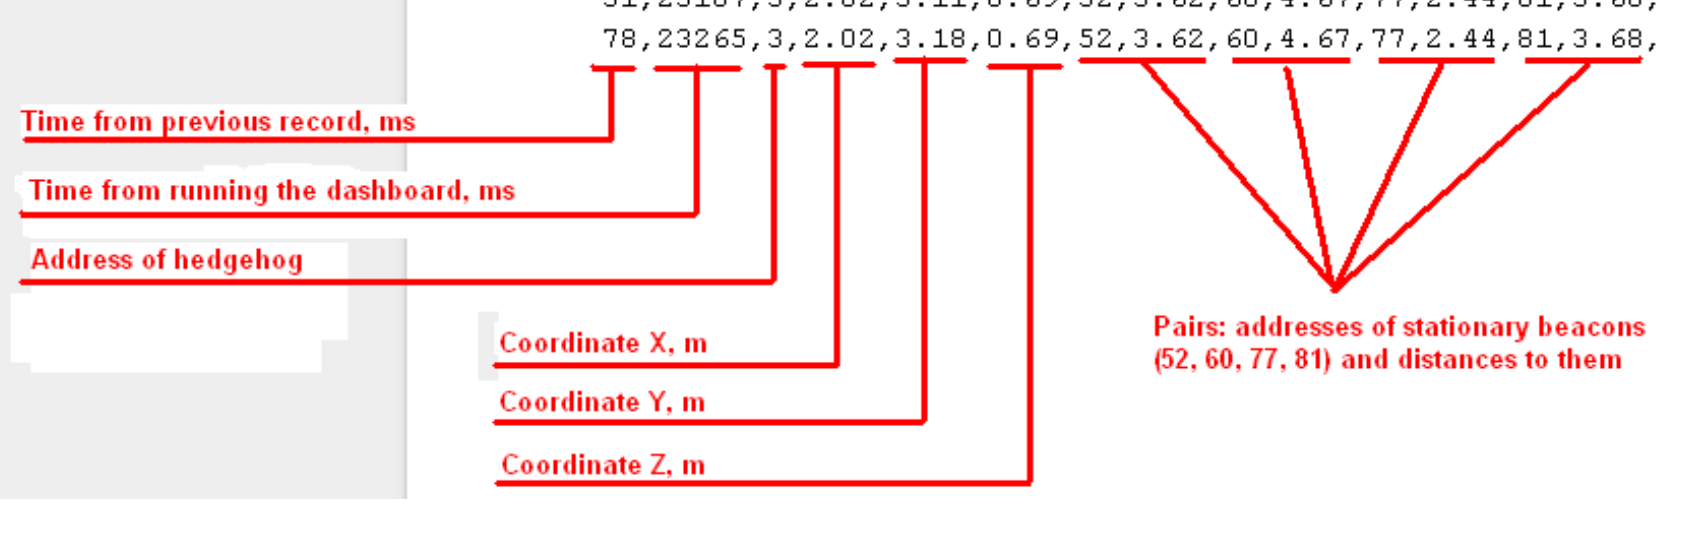 78,23265,3,2.02,3.18,0.69,52,3.62,60,4.67,77,2.44,81,3.68,
Time from previous record, ms
Time from running the dashboard, ms
Address of hedgehog
Coordinate X, m
Coordinate Y, m
Coordinate Z, m
Pairs: addresses of stationary beacons
(52, 60, 77, 81) and distances to them